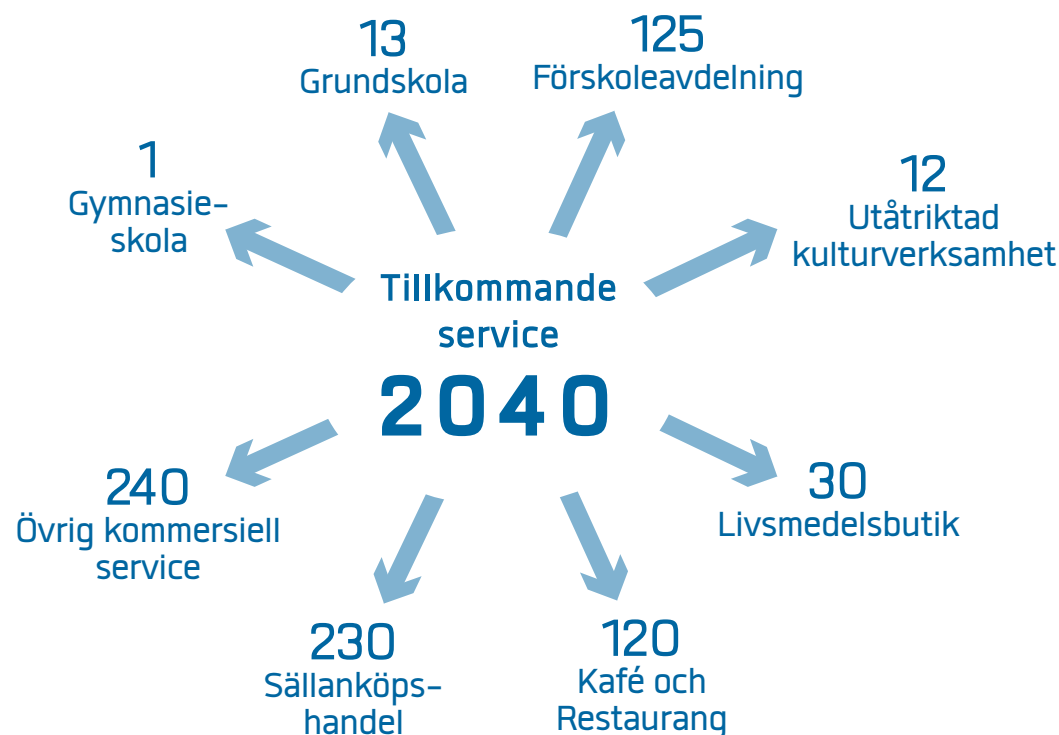 13
Grundskola
125
Förskoleavdelning
1
Gymnasie-
skola
12
Utåtriktad
kulturverksamhet
Tillkommande
service
2040
240
Övrig kommersiell
service
30
Livsmedelsbutik
230
Sällanköps-
handel
120
Kafé och
Restaurang